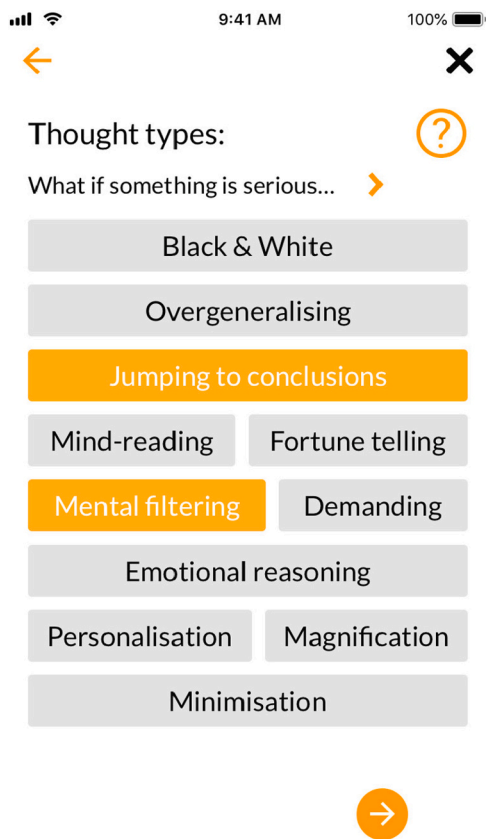 9:41 AM
100%
Thought types:
?
What if something is serious...
Black & White
Overgeneralising
Jumping to conclusions
Mind-reading
Fortune telling
Mental filtering
Demanding
Emotional reasoning
Personalisation
Magnification
Minimisation